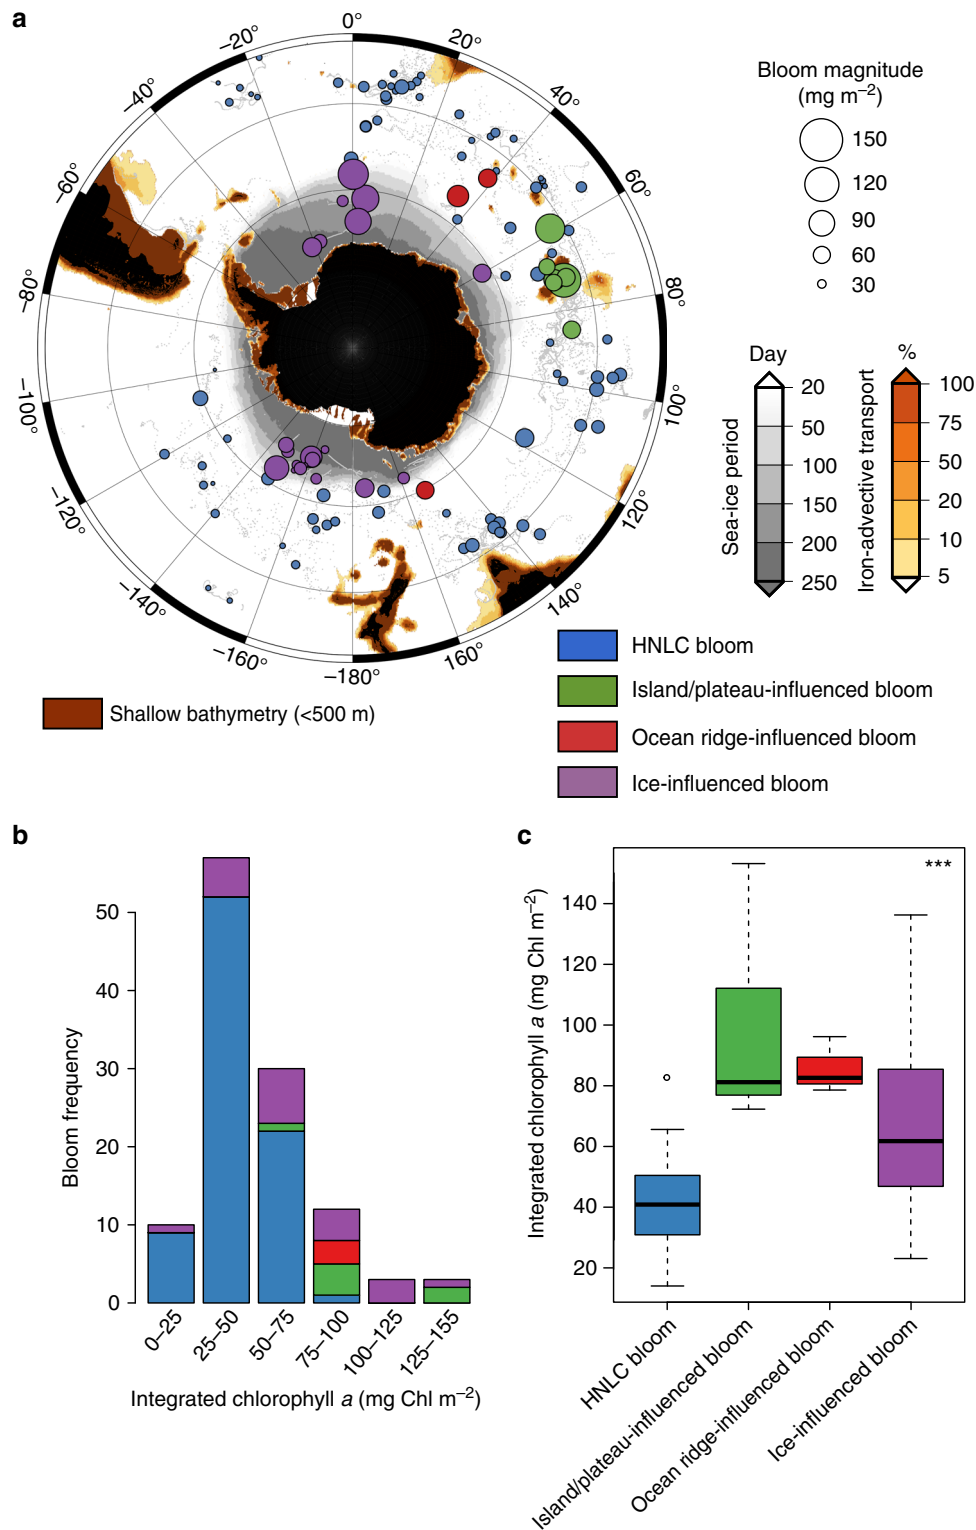 a
0°
20°
40°
60°
80°
100°
120°
140°
160°
−180°
−160°
−140°
−120°
−100°
−80°
−60°
−40°
−20°
Bloom magnitude
(mg m−2)
150
120
90
60
30
Day
Sea-ice period
20
50
100
150
200
250
%
Iron-advective transport
100
75
50
20
10
5
Shallow bathymetry (<500 m)
HNLC bloom
Island/plateau-influenced bloom
Ocean ridge-influenced bloom
Ice-influenced bloom
b
Bloom frequency
50
40
30
20
10
0
0–25
25–50
50–75
75–100
100–125
125–155
Integrated chlorophyll a (mg Chl m−2)
c
***
Integrated chlorophyll a (mg Chl m−2)
140
120
100
80
60
40
20
HNLC bloom
Island/plateau-influenced bloom
Ocean ridge-influenced bloom
Ice-influenced bloom